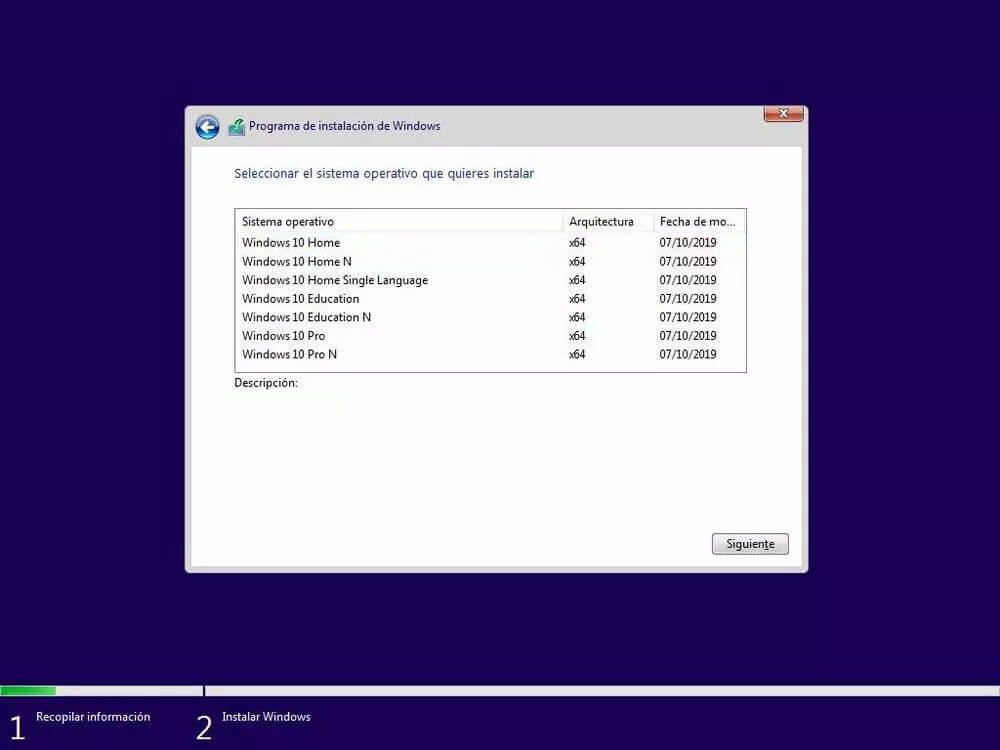 Programa de instalación de Windows
Seleccionar el sistema operativo que quieres instalar
Sistema operativo Arquitectura Fecha de mo...
Windows 10 Home x64 07/10/2019
Windows 10 Home N x64 07/10/2019
Windows 10 Home Single Language x64 07/10/2019
Windows 10 Education x64 07/10/2019
Windows 10 Education N x64 07/10/2019
Windows 10 Pro x64 07/10/2019
Windows 10 Pro N x64 07/10/2019
Descripción:
Siguiente
1 Recopilar información 2 Instalar Windows